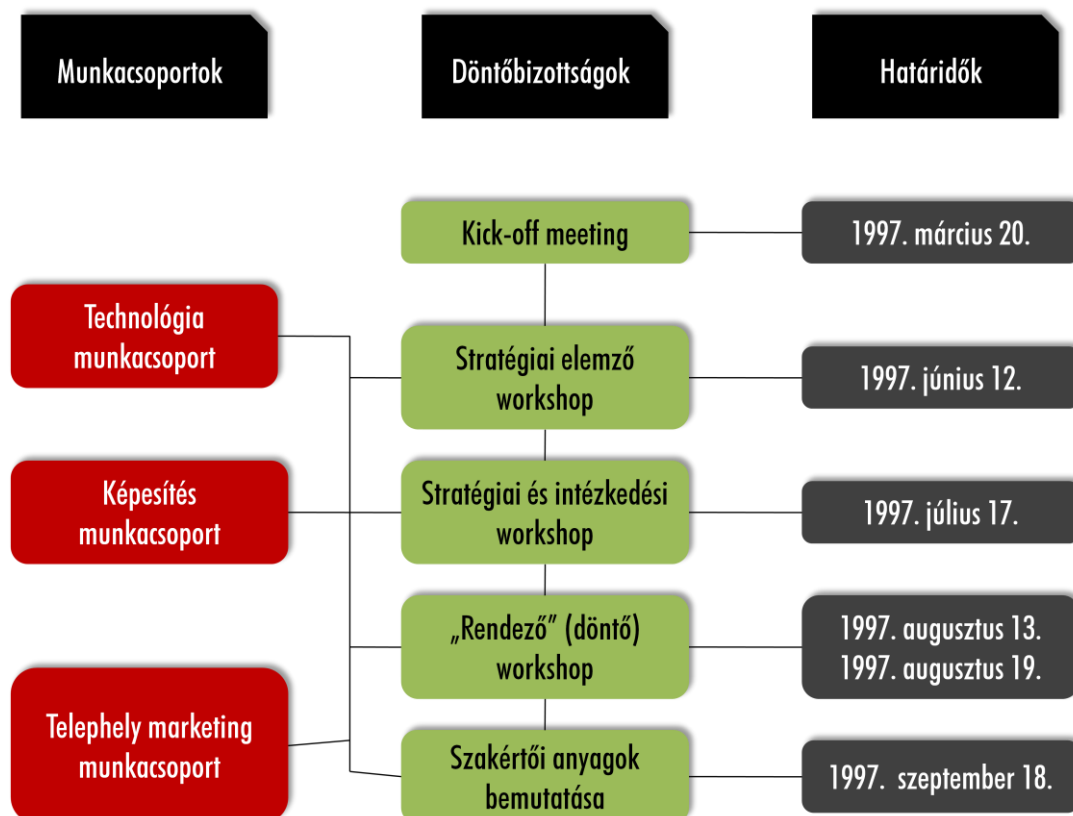 Munkacsoportok
Döntőbizottságok
Határidők
Kick-off meeting
1997. március 20.
Technológia
munkacsoport
Stratégiai elemző
workshop
1997. június 12.
Képesítés
munkacsoport
Stratégiai és intézkedési
workshop
1997. július 17.
„Rendező” (döntő)
workshop
1997. augusztus 13.
1997. augusztus 19.
Telephely marketing
munkacsoport
Szakértői anyagok
bemutatása
1997. szeptember 18.